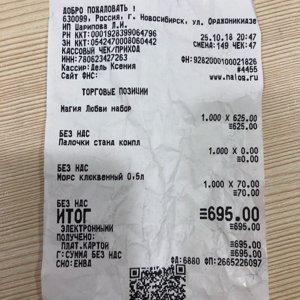 ДОБРО ПОЖАЛОВАТЬ !
630099, Россия, г. Новосибирск, ул. Орджоникидзе
ИП Шарипова Л.И.
РН ККТ:0001928399064796 25.10.18 20:47
ЗН ККТ:0542470008060442 СМЕНА:149 ЧЕК:47
КАССОВЫЙ ЧЕК/ПРИХОД
ИНН:780623427263 ФН:9282000100021826
Кассир:Дель Ксения #4455
Сайт ФНС: www.nalog.ru
ТОРГОВЫЕ ПОЗИЦИИ
Магия Любви набор
1.000 X 625.00
БЕЗ НДС ≡625.00
Палочки стана компл
1.000 X 0.00
БЕЗ НДС ≡0.00
Морс клюквенный 0,5л
1.000 X 70.00
БЕЗ НДС ≡70.00
ИТОГ ≡695.00
ЭЛЕКТРОННЫМИ ≡695.00
ПОЛУЧЕНО:
ПЛАТ.КАРТОЙ ≡695.00
Г:СУММА БЕЗ НДС ≡695.00
СНО:ЕНВД ФД:6880 ФП:2665226097